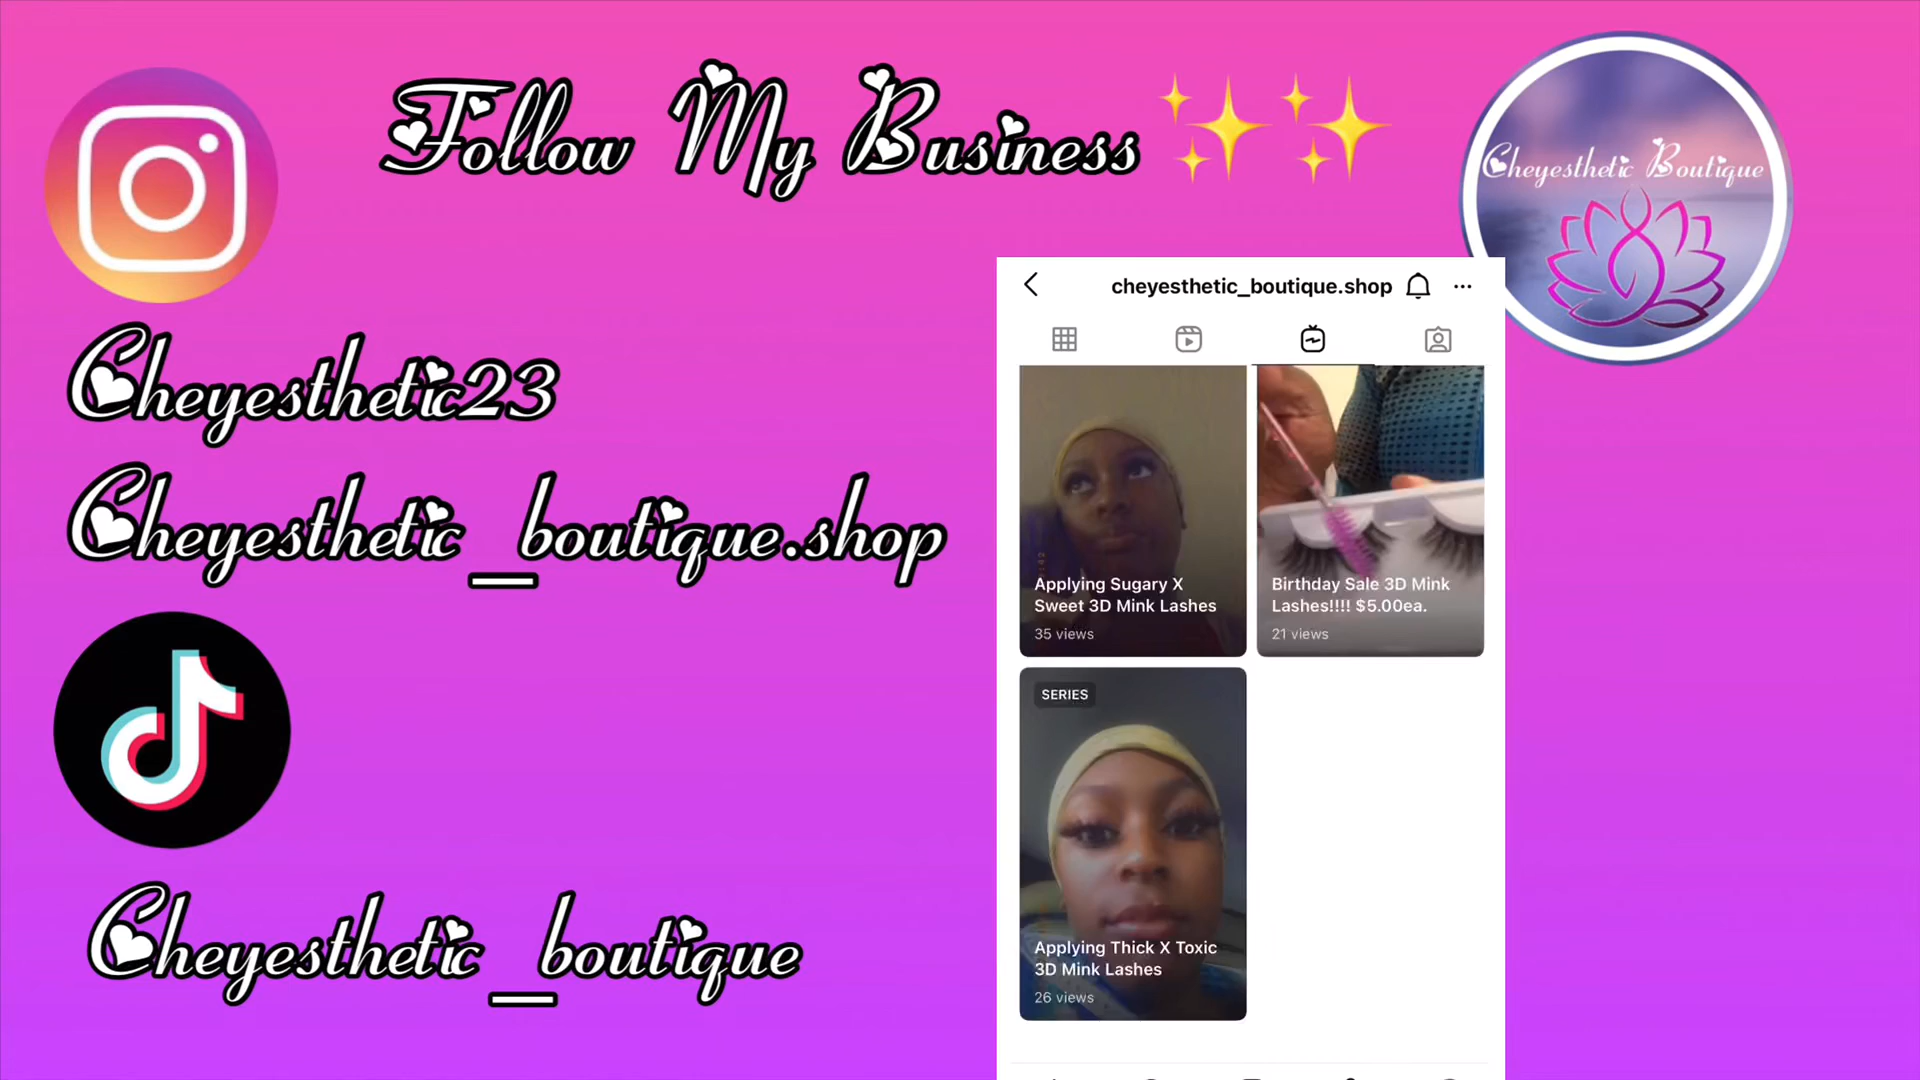 Follow My Business ✨✨
Cheyesthetic Boutique
Cheyesthetic23
Cheyesthetic_boutique.shop
Cheyesthetic_boutique
cheyesthetic_boutique.shop
Applying Sugary X
Sweet 3D Mink Lashes
35 views
Birthday Sale 3D Mink
Lashes!!!! $5.00ea.
21 views
SERIES
Applying Thick X Toxic
3D Mink Lashes
26 views